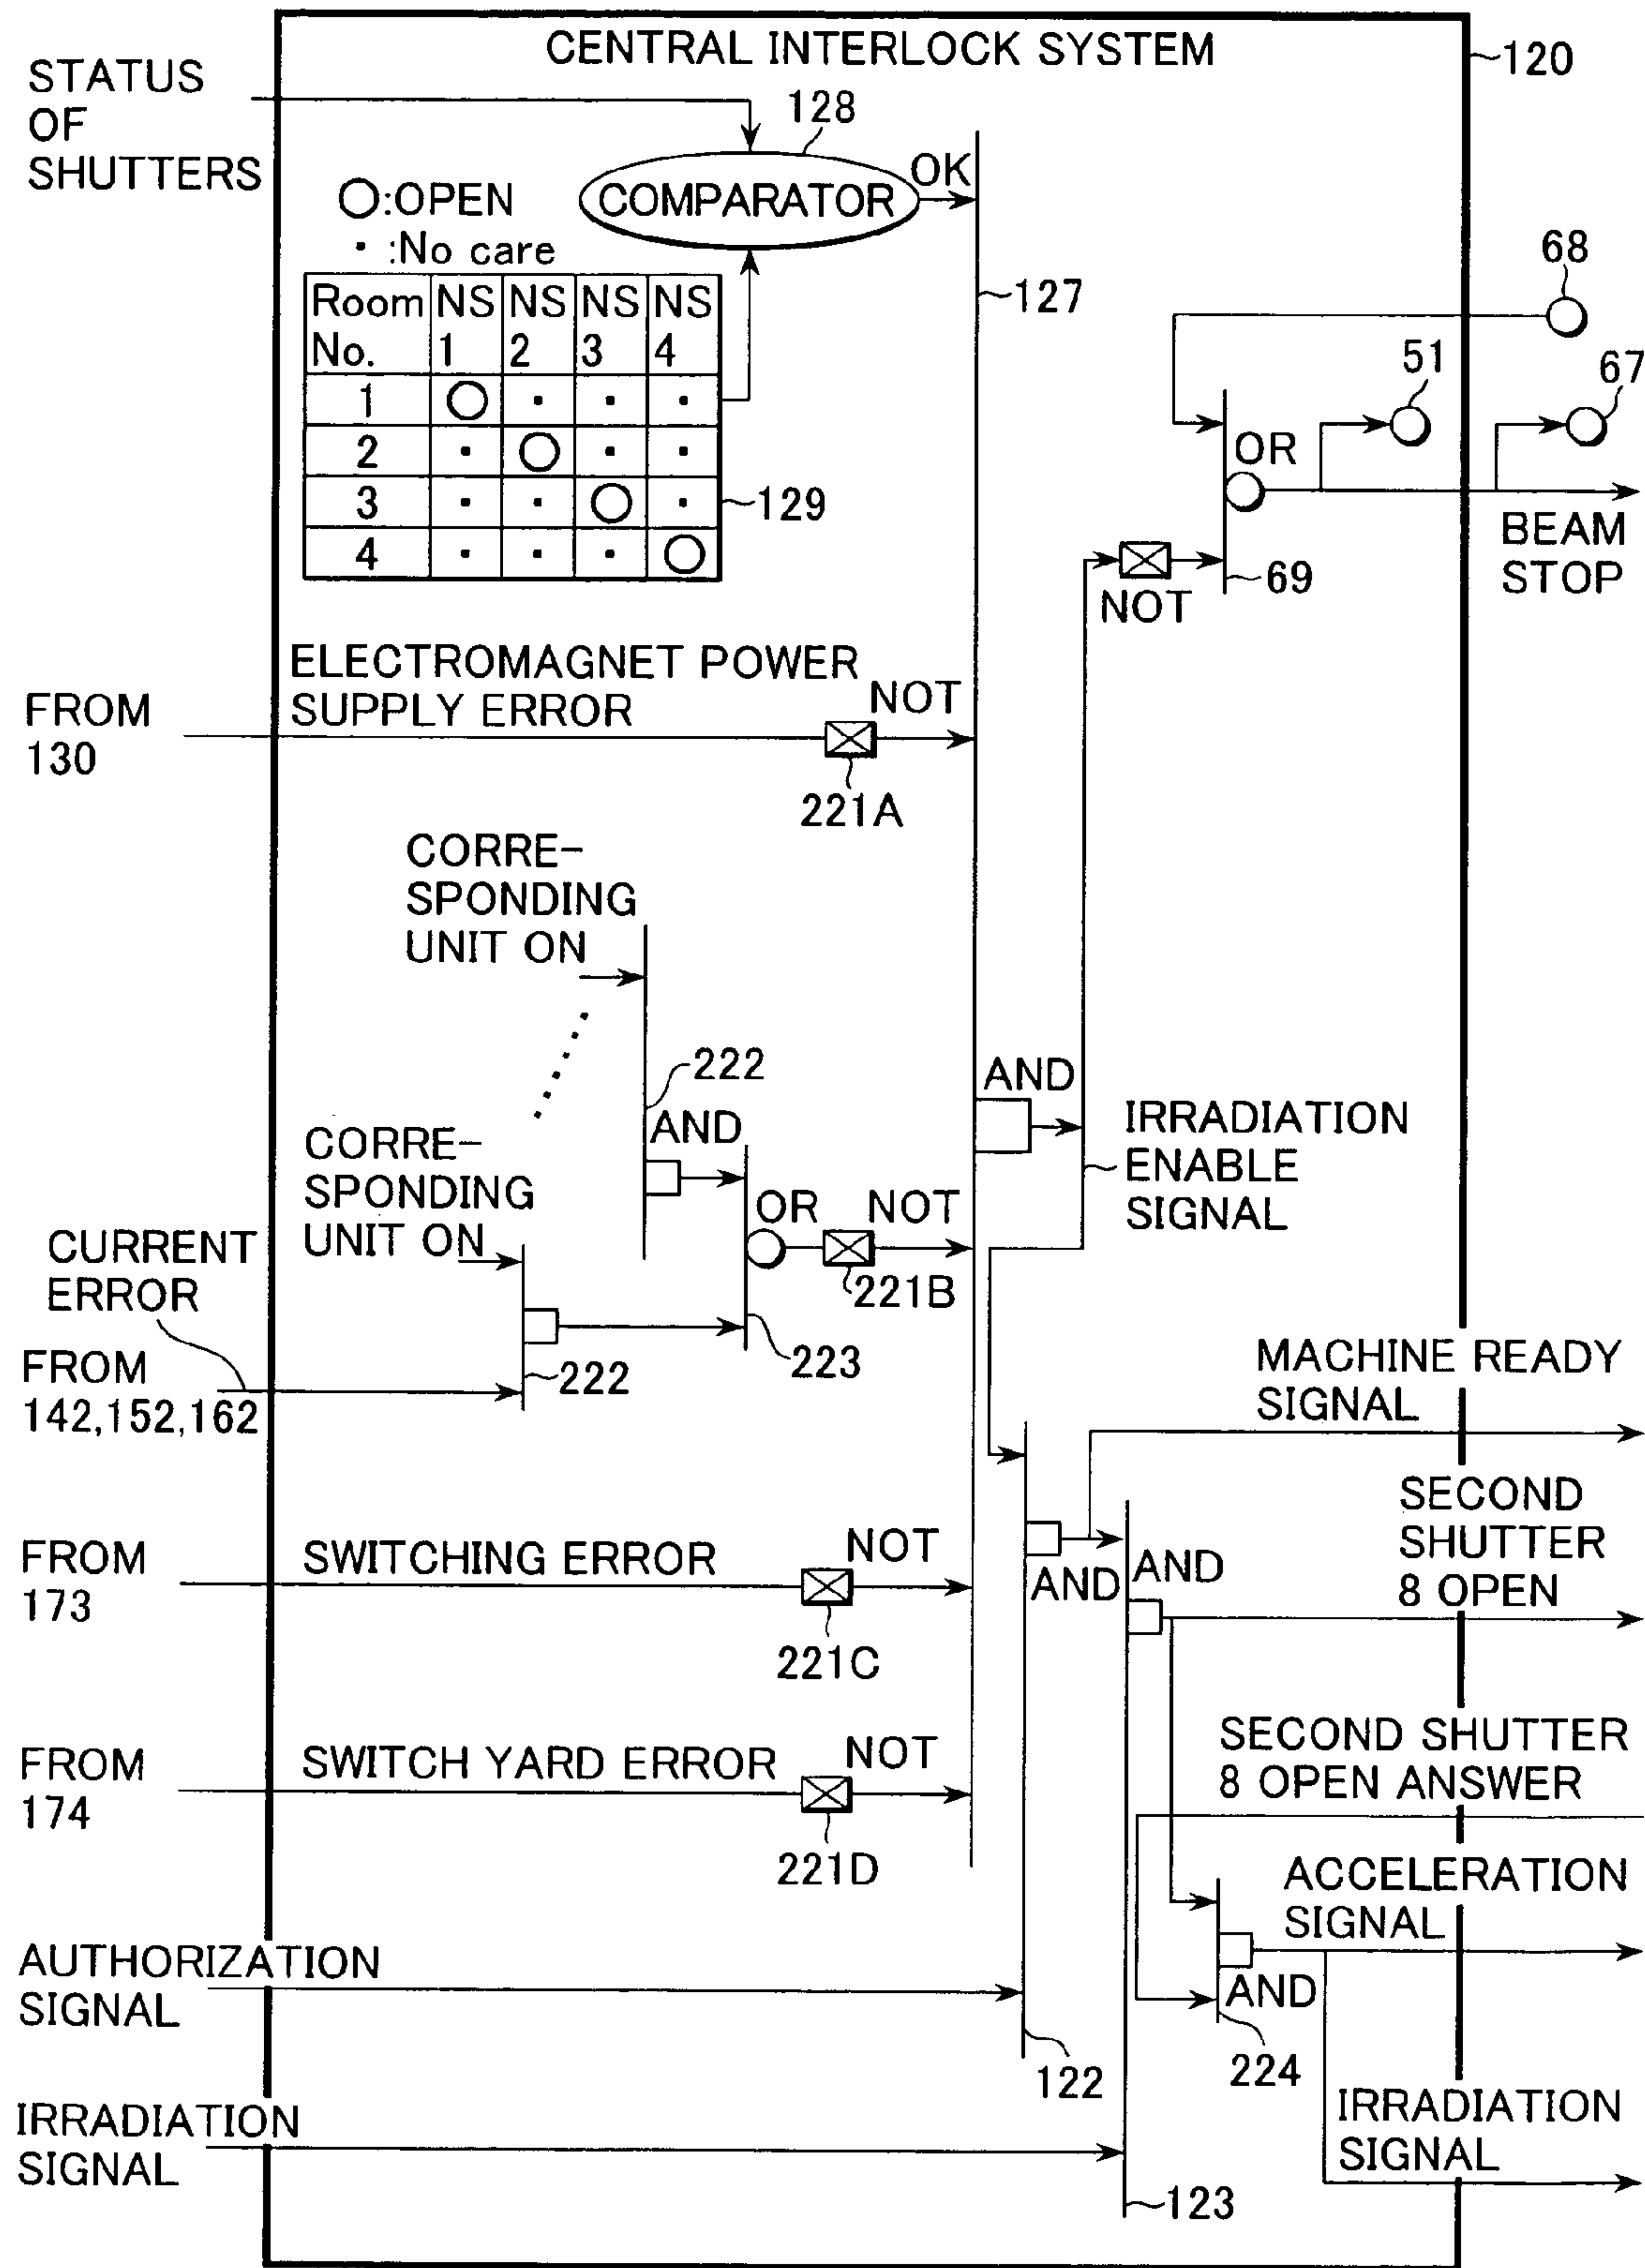 CENTRAL INTERLOCK SYSTEM
120
STATUS
OF
SHUTTERS
128
COMPARATOR
OK
○:OPEN
・:No care
Room No. NS 1 NS 2 NS 3 NS 4
1 ○ ・ ・ ・
2 ・ ○ ・ ・
3 ・ ・ ○ ・
4 ・ ・ ・ ○
129
127
68
51
67
OR
NOT
69
BEAM
STOP
ELECTROMAGNET POWER
SUPPLY ERROR
NOT
FROM
130
221A
CORRE-
SPONDING
UNIT ON
222
AND
CORRE-
SPONDING
UNIT ON
OR
NOT
221B
223
222
CURRENT
ERROR
FROM
142,152,162
AND
IRRADIATION
ENABLE
SIGNAL
MACHINE READY
SIGNAL
FROM
173
SWITCHING ERROR
NOT
221C
AND
AND
SECOND
SHUTTER
8 OPEN
FROM
174
SWITCH YARD ERROR
NOT
221D
SECOND SHUTTER
8 OPEN ANSWER
ACCELERATION
SIGNAL
AND
224
AUTHORIZATION
SIGNAL
122
IRRADIATION
SIGNAL
IRRADIATION
SIGNAL
123